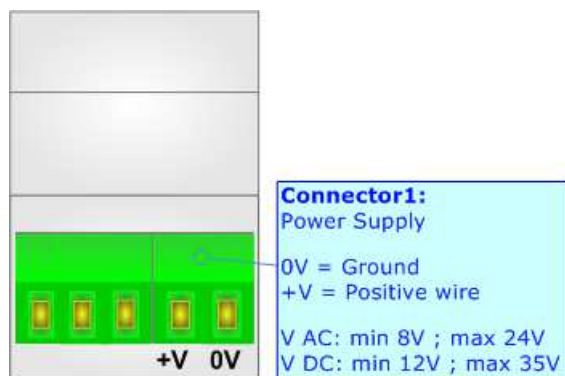 Connector1:
Power Supply
0V = Ground
+V = Positive wire
V AC: min 8V ; max 24V
V DC: min 12V ; max 35V
+V 0V